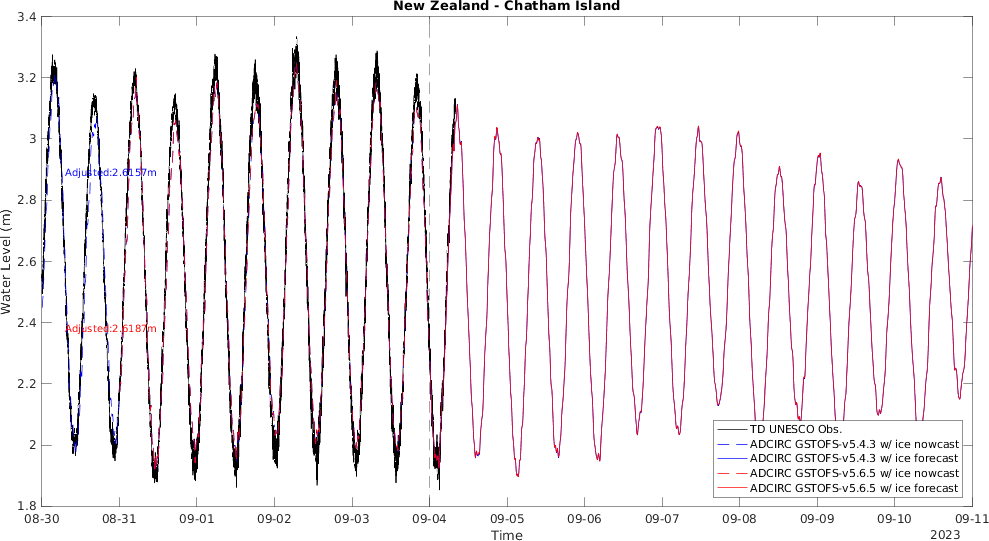 New Zealand - Chatham Island
3.4
3.2
3
2.8
2.6
2.4
2.2
2
1.8
Water Level (m)
Adjusted:2.6157m
Adjusted:2.6187m
TD UNESCO Obs.
ADCIRC GSTOFS-v5.4.3 w/ ice nowcast
ADCIRC GSTOFS-v5.4.3 w/ ice forecast
ADCIRC GSTOFS-v5.6.5 w/ ice nowcast
ADCIRC GSTOFS-v5.6.5 w/ ice forecast
08-30 08-31 09-01 09-02 09-03 09-04 09-05 09-06 09-07 09-08 09-09 09-10 09-11
Time
2023